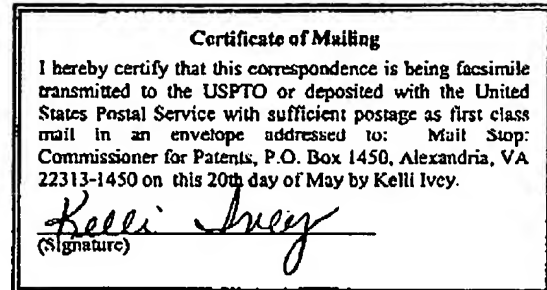 Certificate of Mailing
I hereby certify that this correspondence is being facsimile
transmitted to the USPTO or deposited with the United
States Postal Service with sufficient postage as first class
mail in an envelope addressed to: Mail Stop:
Commissioner for Patents, P.O. Box 1450, Alexandria, VA
22313-1450 on this 20th day of May by Kelli Ivey.
Kelli Ivey
(Signature)